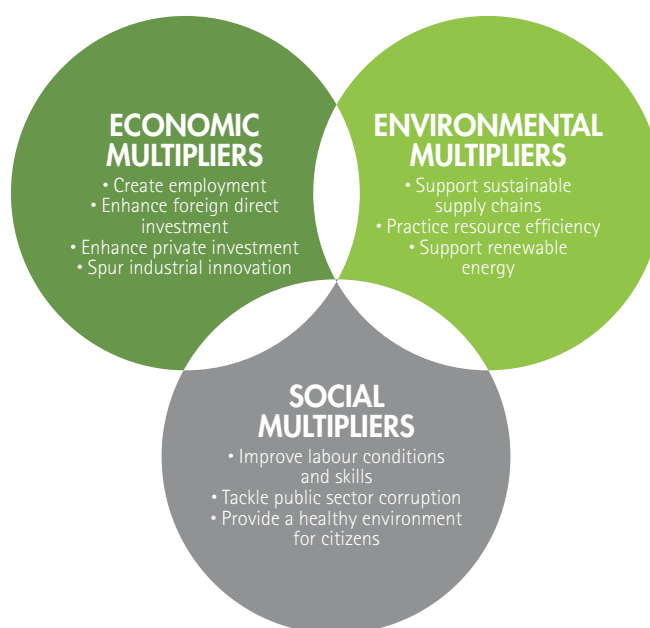 ECONOMIC
MULTIPLIERS
• Create employment
• Enhance foreign direct
investment
• Enhance private investment
• Spur industrial innovation
ENVIRONMENTAL
MULTIPLIERS
• Support sustainable
supply chains
• Practice resource efficiency
• Support renewable
energy
SOCIAL
MULTIPLIERS
• Improve labour conditions
and skills
• Tackle public sector corruption
• Provide a healthy environment
for citizens